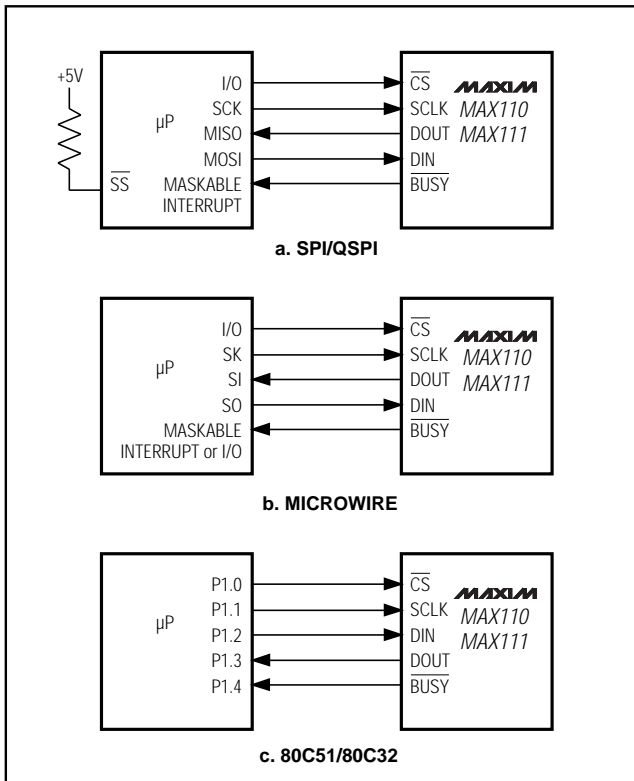 +5V
µP
SS
I/O
SCK
MISO
MOSI
MASKABLE
INTERRUPT
CS
SCLK
DOUT
DIN
BUSY
MAXIM
MAX110
MAX111
a. SPI/QSPI
µP
I/O
SK
SI
SO
MASKABLE
INTERRUPT or I/O
CS
SCLK
DOUT
DIN
BUSY
MAXIM
MAX110
MAX111
b. MICROWIRE
µP
P1.0
P1.1
P1.2
P1.3
P1.4
CS
SCLK
DIN
DOUT
BUSY
MAXIM
MAX110
MAX111
c. 80C51/80C32